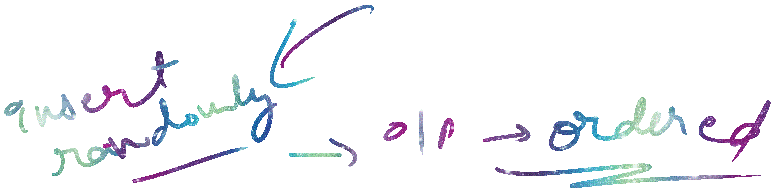 insert
randomly → o/p → ordered